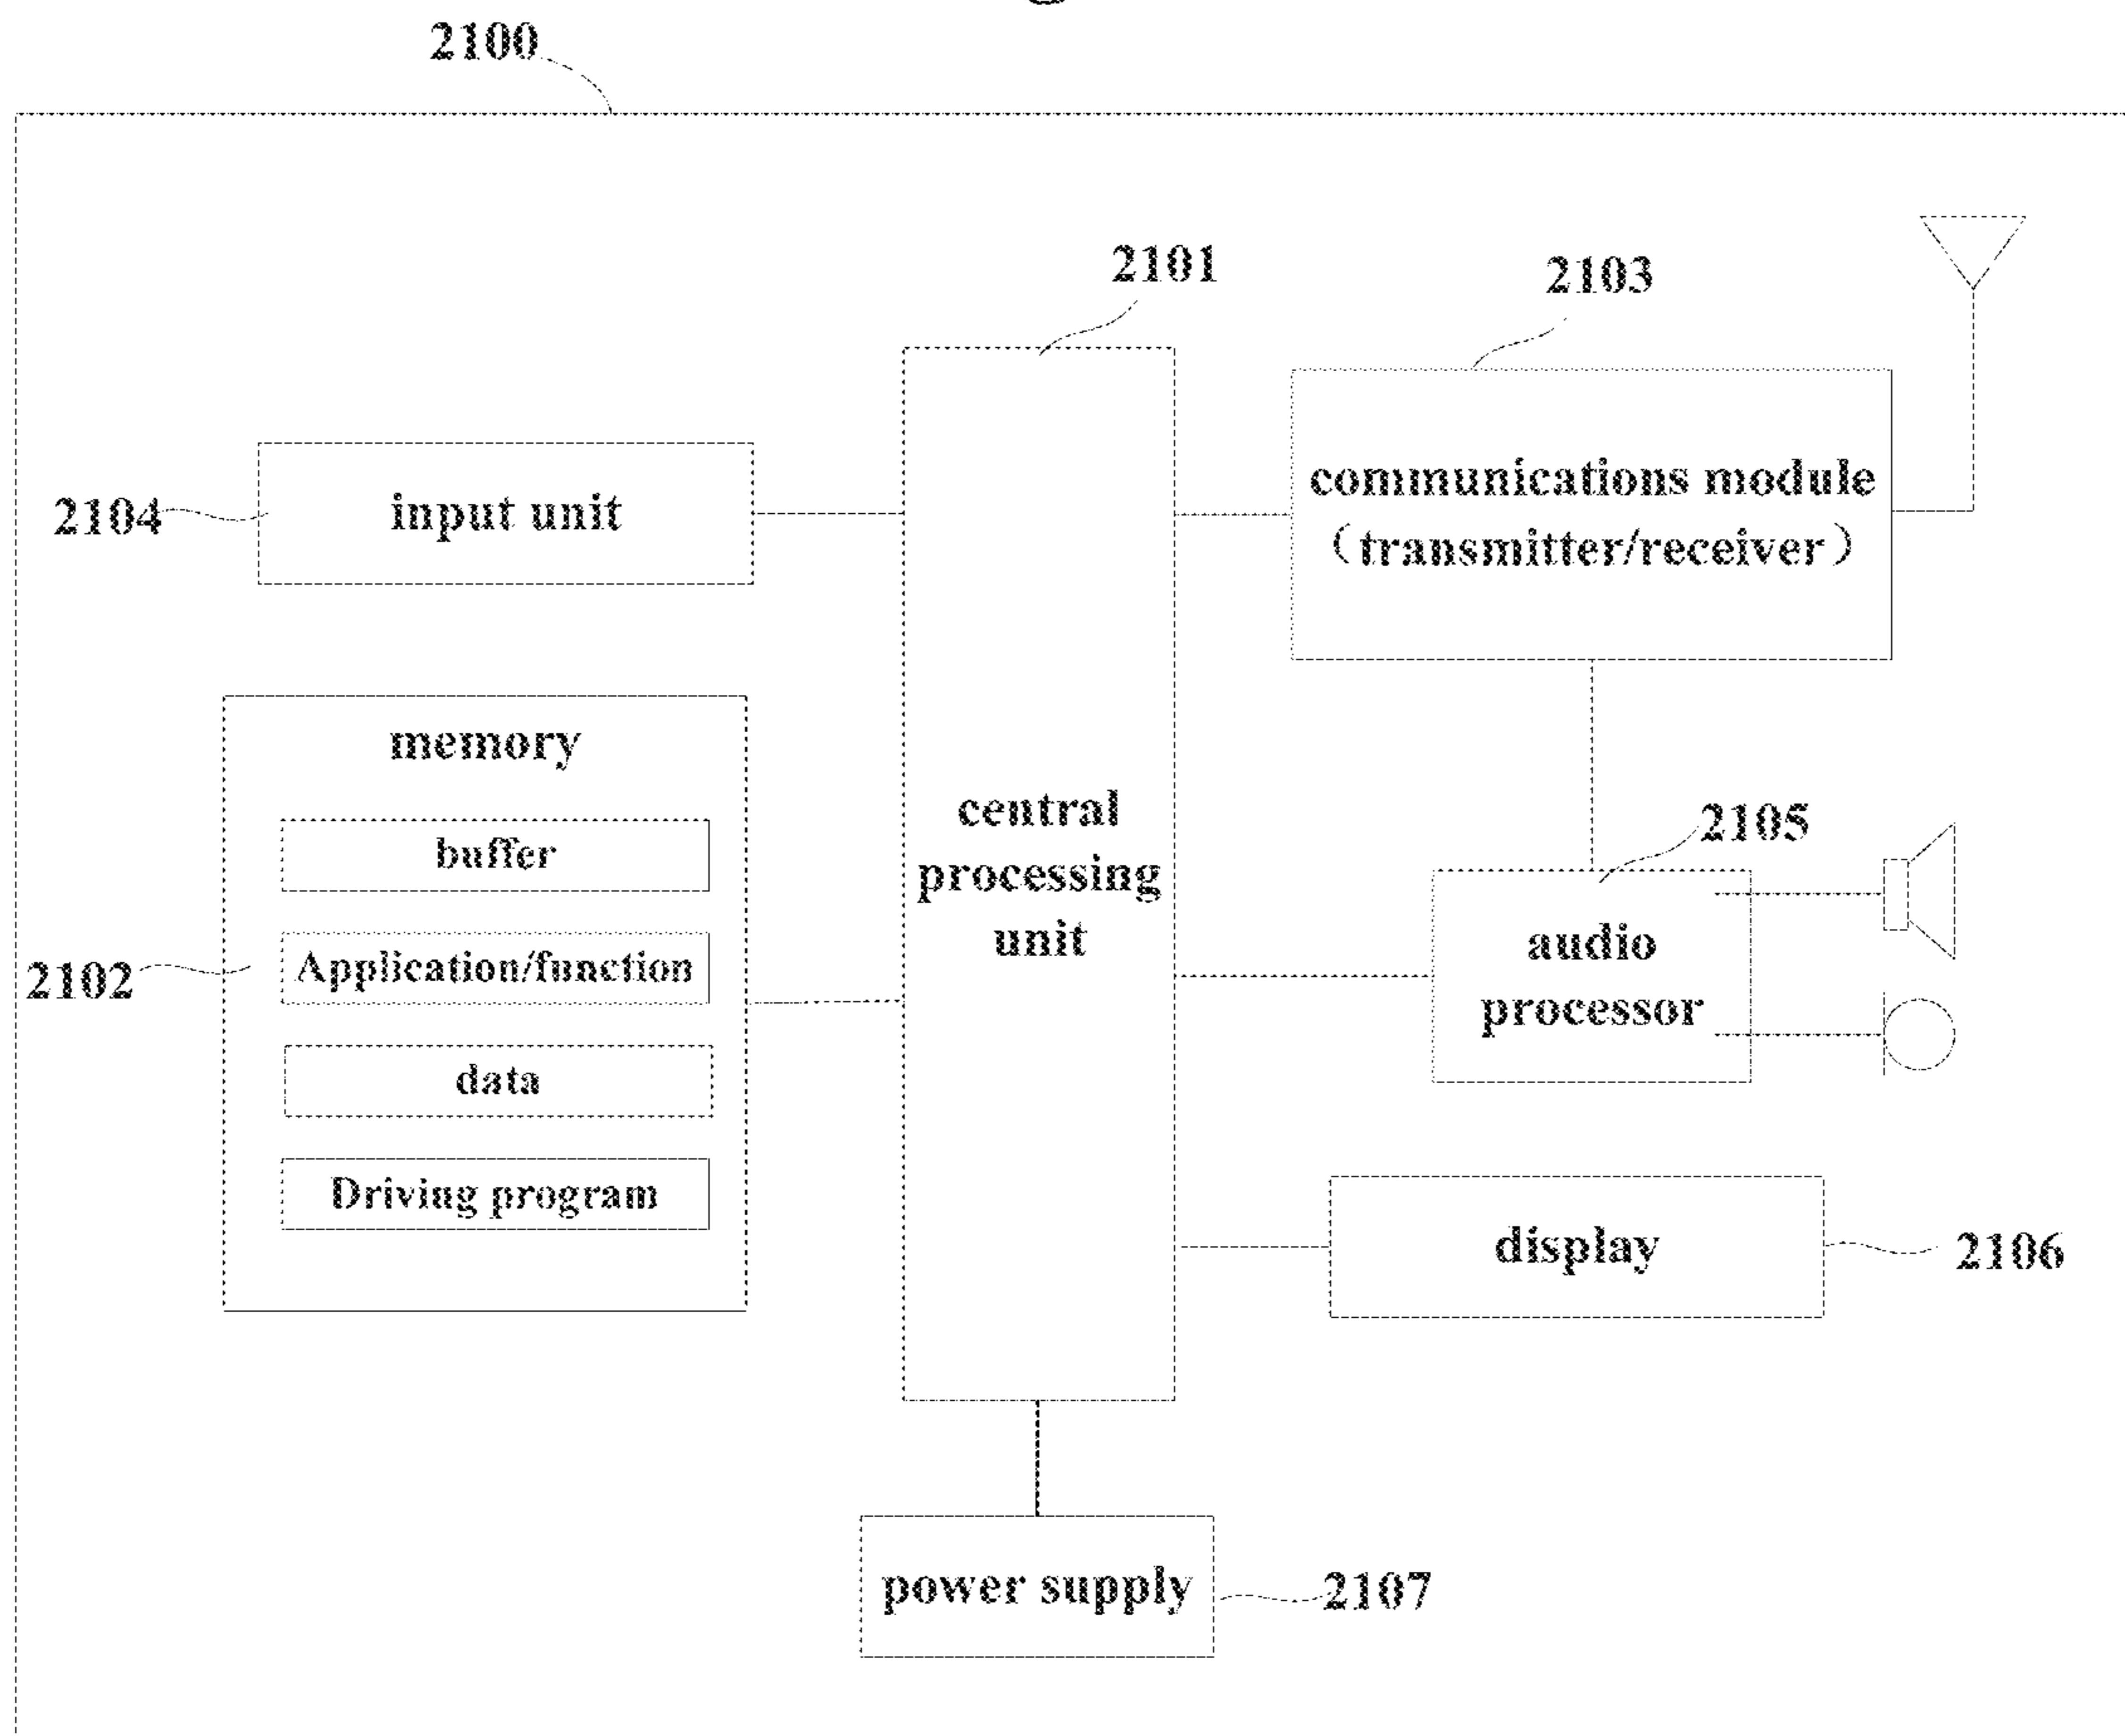 2100
2101
2103
2104
input unit
communications module
（transmitter/receiver）
memory
buffer
Application/function
data
Driving program
2102
central
processing
unit
2105
audio
processor
display
2106
power supply
2107